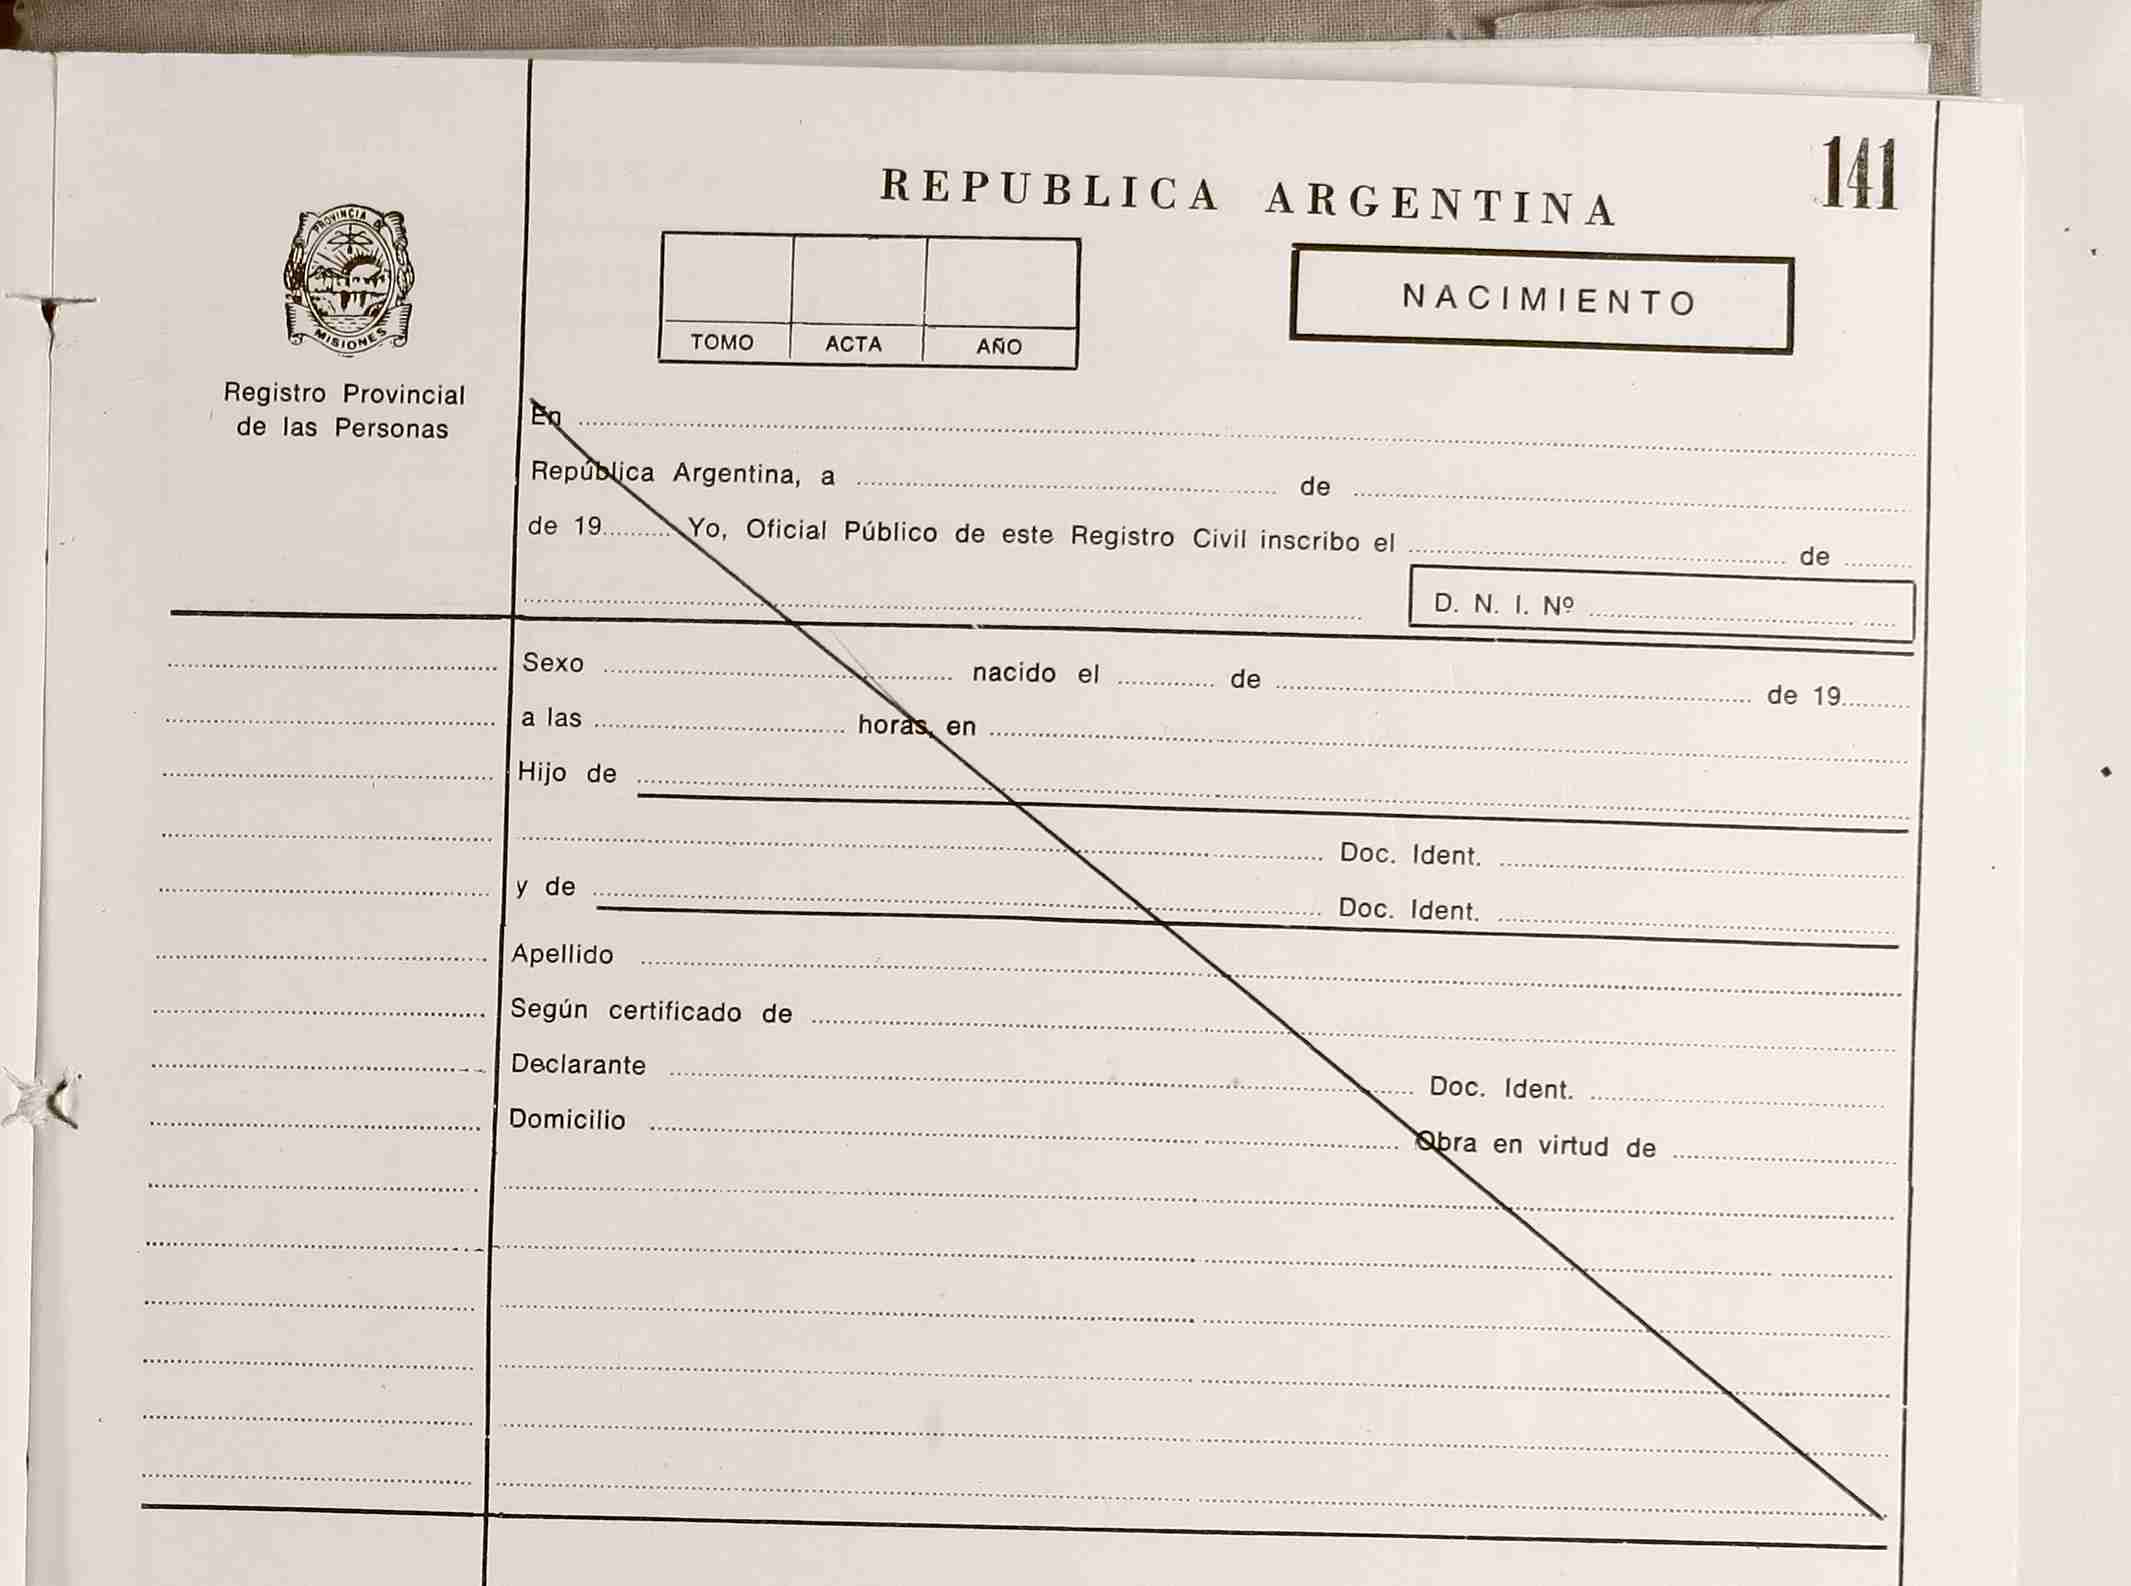 141
REPUBLICA ARGENTINA
PROVINCIA DE
MISIONES
Registro Provincial
de las Personas
TOMO ACTA AÑO
NACIMIENTO
En
República Argentina, a de
de 19 Yo, Oficial Público de este Registro Civil inscribo el de
D. N. I. Nº
Sexo nacido el de de 19
a las horas, en
Hijo de
Doc. Ident.
y de Doc. Ident.
Apellido
Según certificado de
Declarante Doc. Ident.
Domicilio Obra en virtud de